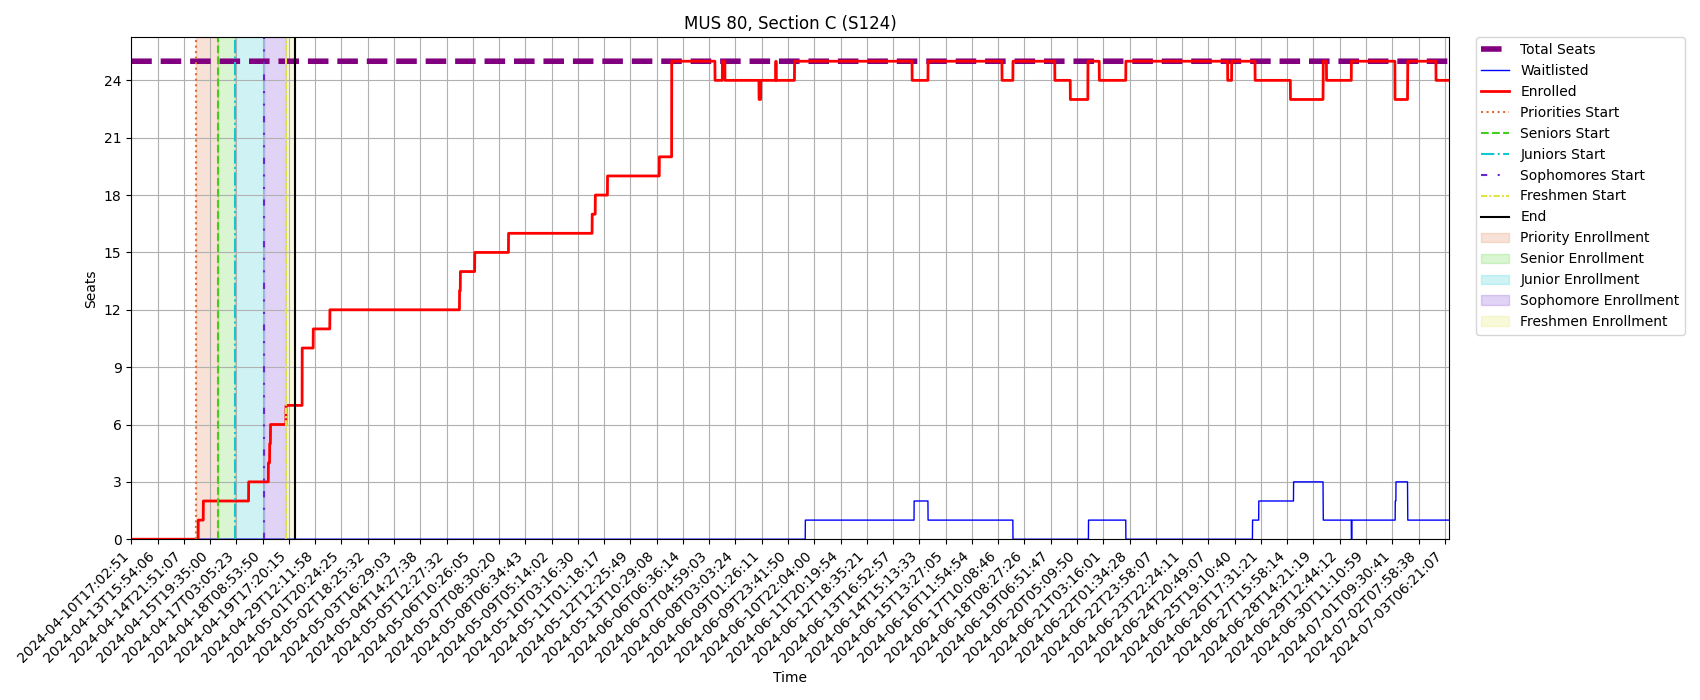 MUS 80, Section C (S124)
Total Seats
Waitlisted
Enrolled
Priorities Start
Seniors Start
Juniors Start
Sophomores Start
Freshmen Start
End
Priority Enrollment
Senior Enrollment
Junior Enrollment
Sophomore Enrollment
Freshmen Enrollment
Seats
24
21
18
15
12
9
6
3
0
2024-04-10T17:02:51
2024-04-13T15:54:06
2024-04-14T21:51:07
2024-04-15T19:35:00
2024-04-17T03:05:23
2024-04-18T08:53:50
2024-04-19T17:20:15
2024-04-29T12:11:58
2024-05-01T20:24:25
2024-05-02T18:25:32
2024-05-03T16:29:03
2024-05-04T14:27:38
2024-05-05T12:27:32
2024-05-06T10:26:05
2024-05-07T08:30:20
2024-05-08T06:34:43
2024-05-09T05:14:02
2024-05-10T03:16:30
2024-05-11T01:18:17
2024-05-12T12:25:49
2024-05-13T10:29:08
2024-06-06T06:36:14
2024-06-07T04:59:03
2024-06-08T03:03:24
2024-06-09T01:26:11
2024-06-09T23:41:50
2024-06-10T22:04:00
2024-06-11T20:19:54
2024-06-12T18:35:21
2024-06-13T16:52:57
2024-06-14T15:13:33
2024-06-15T13:27:05
2024-06-16T11:54:54
2024-06-17T10:08:46
2024-06-18T08:27:26
2024-06-19T06:51:47
2024-06-20T05:09:50
2024-06-21T03:16:01
2024-06-22T01:34:28
2024-06-22T23:58:07
2024-06-23T22:24:11
2024-06-24T20:49:07
2024-06-25T19:10:40
2024-06-26T17:31:21
2024-06-27T15:58:14
2024-06-28T14:21:19
2024-06-29T12:44:12
2024-06-30T11:10:59
2024-07-01T09:30:41
2024-07-02T07:58:38
2024-07-03T06:21:07
Time